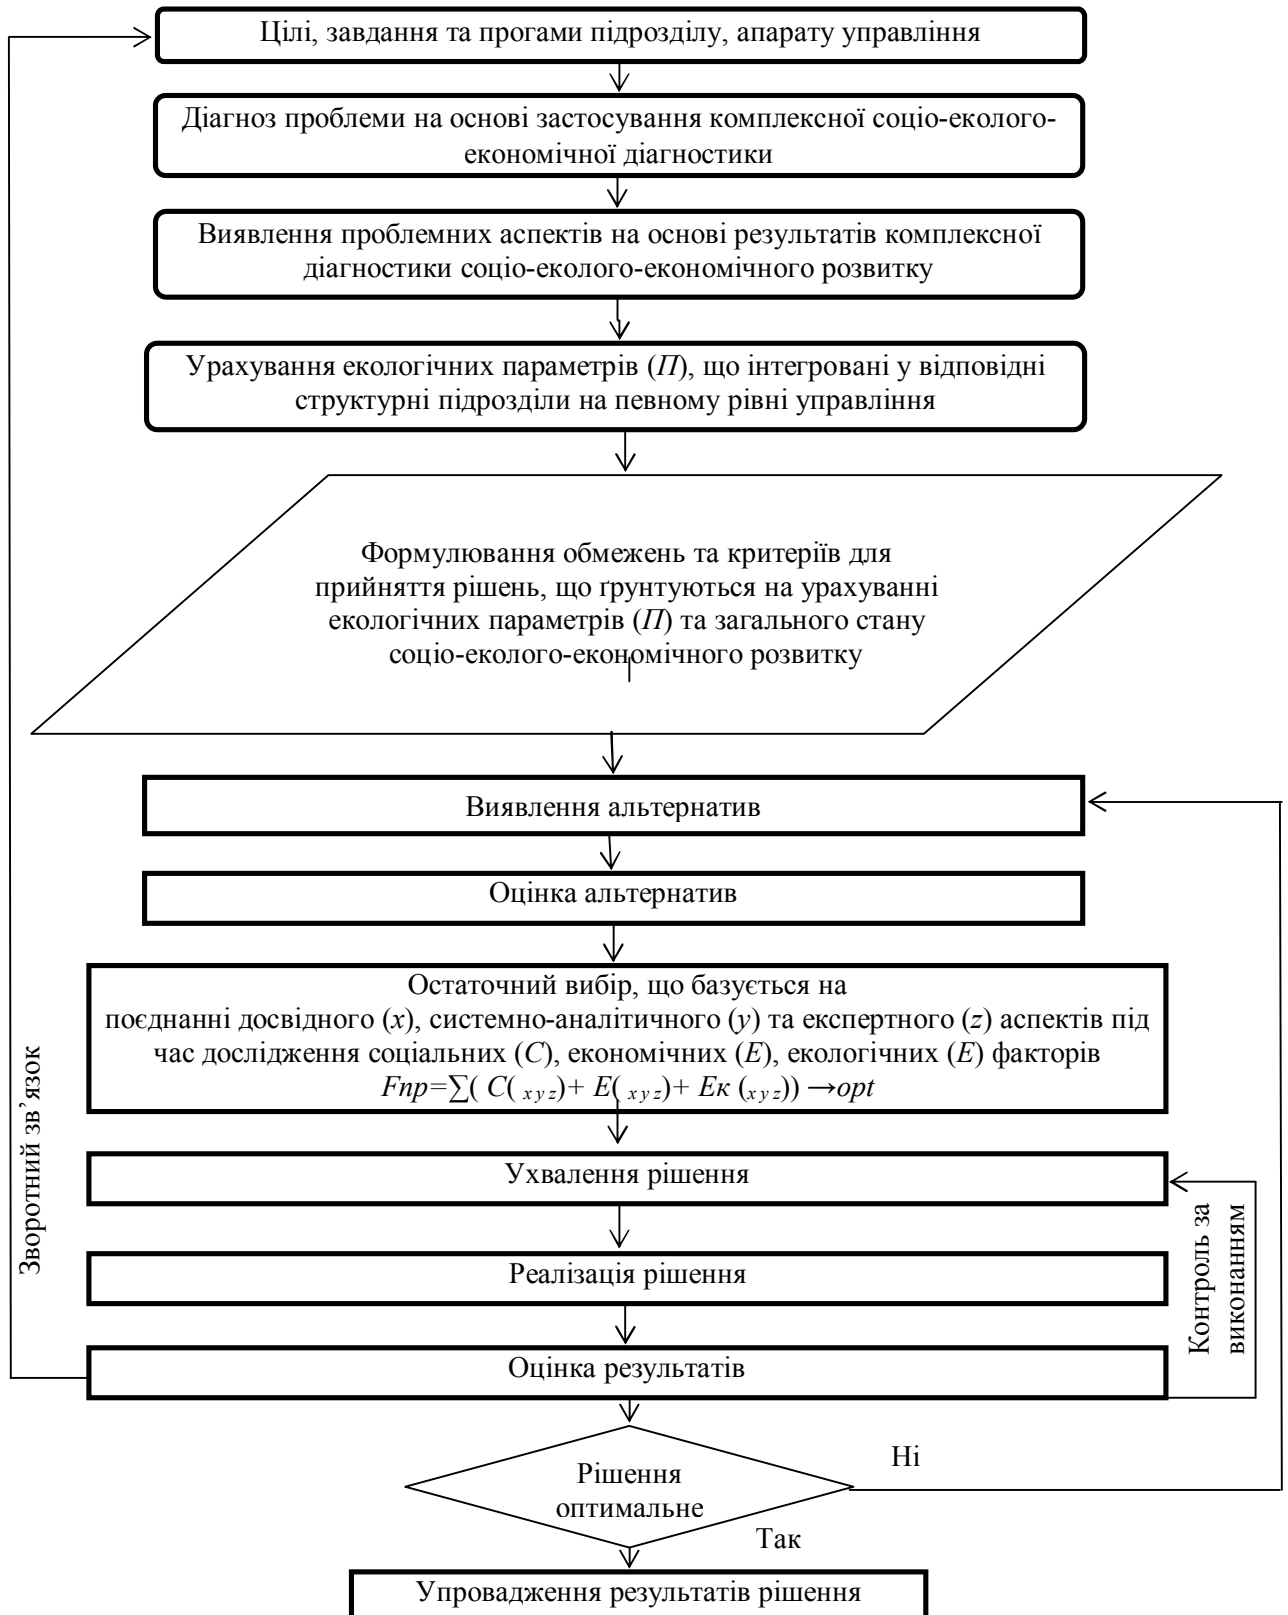 Цілі, завдання та прогами підрозділу, апарату управління
Діагноз проблеми на основі застосування комплексної соціо-еколого-
економічної діагностики
Виявлення проблемних аспектів на основі результатів комплексної
діагностики соціо-еколого-економічного розвитку
Урахування екологічних параметрів (П), що інтегровані у відповідні
структурні підрозділи на певному рівні управління
Формулювання обмежень та критеріїв для
прийняття рішень, що ґрунтуються на урахуванні
екологічних параметрів (П) та загального стану
соціо-еколого-економічного розвитку
Виявлення альтернатив
Оцінка альтернатив
Остаточний вибір, що базується на
поєднанні досвідного (x), системно-аналітичного (y) та експертного (z) аспектів під
час дослідження соціальних (С), економічних (Е), екологічних (Е) факторів
Fпр=∑( С( x y z)+ Е( x y z)+ Ек (x y z)) →opt
Ухвалення рішення
Реалізація рішення
Оцінка результатів
Зворотний зв’язок
Контроль за
виконанням
Рішення
оптимальне
Ні
Так
Упровадження результатів рішення